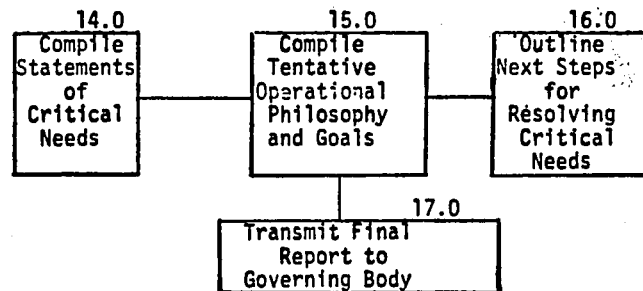 14.0
Compile
Statements
of
Critical
Needs
15.0
Compile
Tentative
Operational
Philosophy
and Goals
16.0
Outline
Next Steps
for
Resolving
Critical
Needs
17.0
Transmit Final
Report to
Governing Body